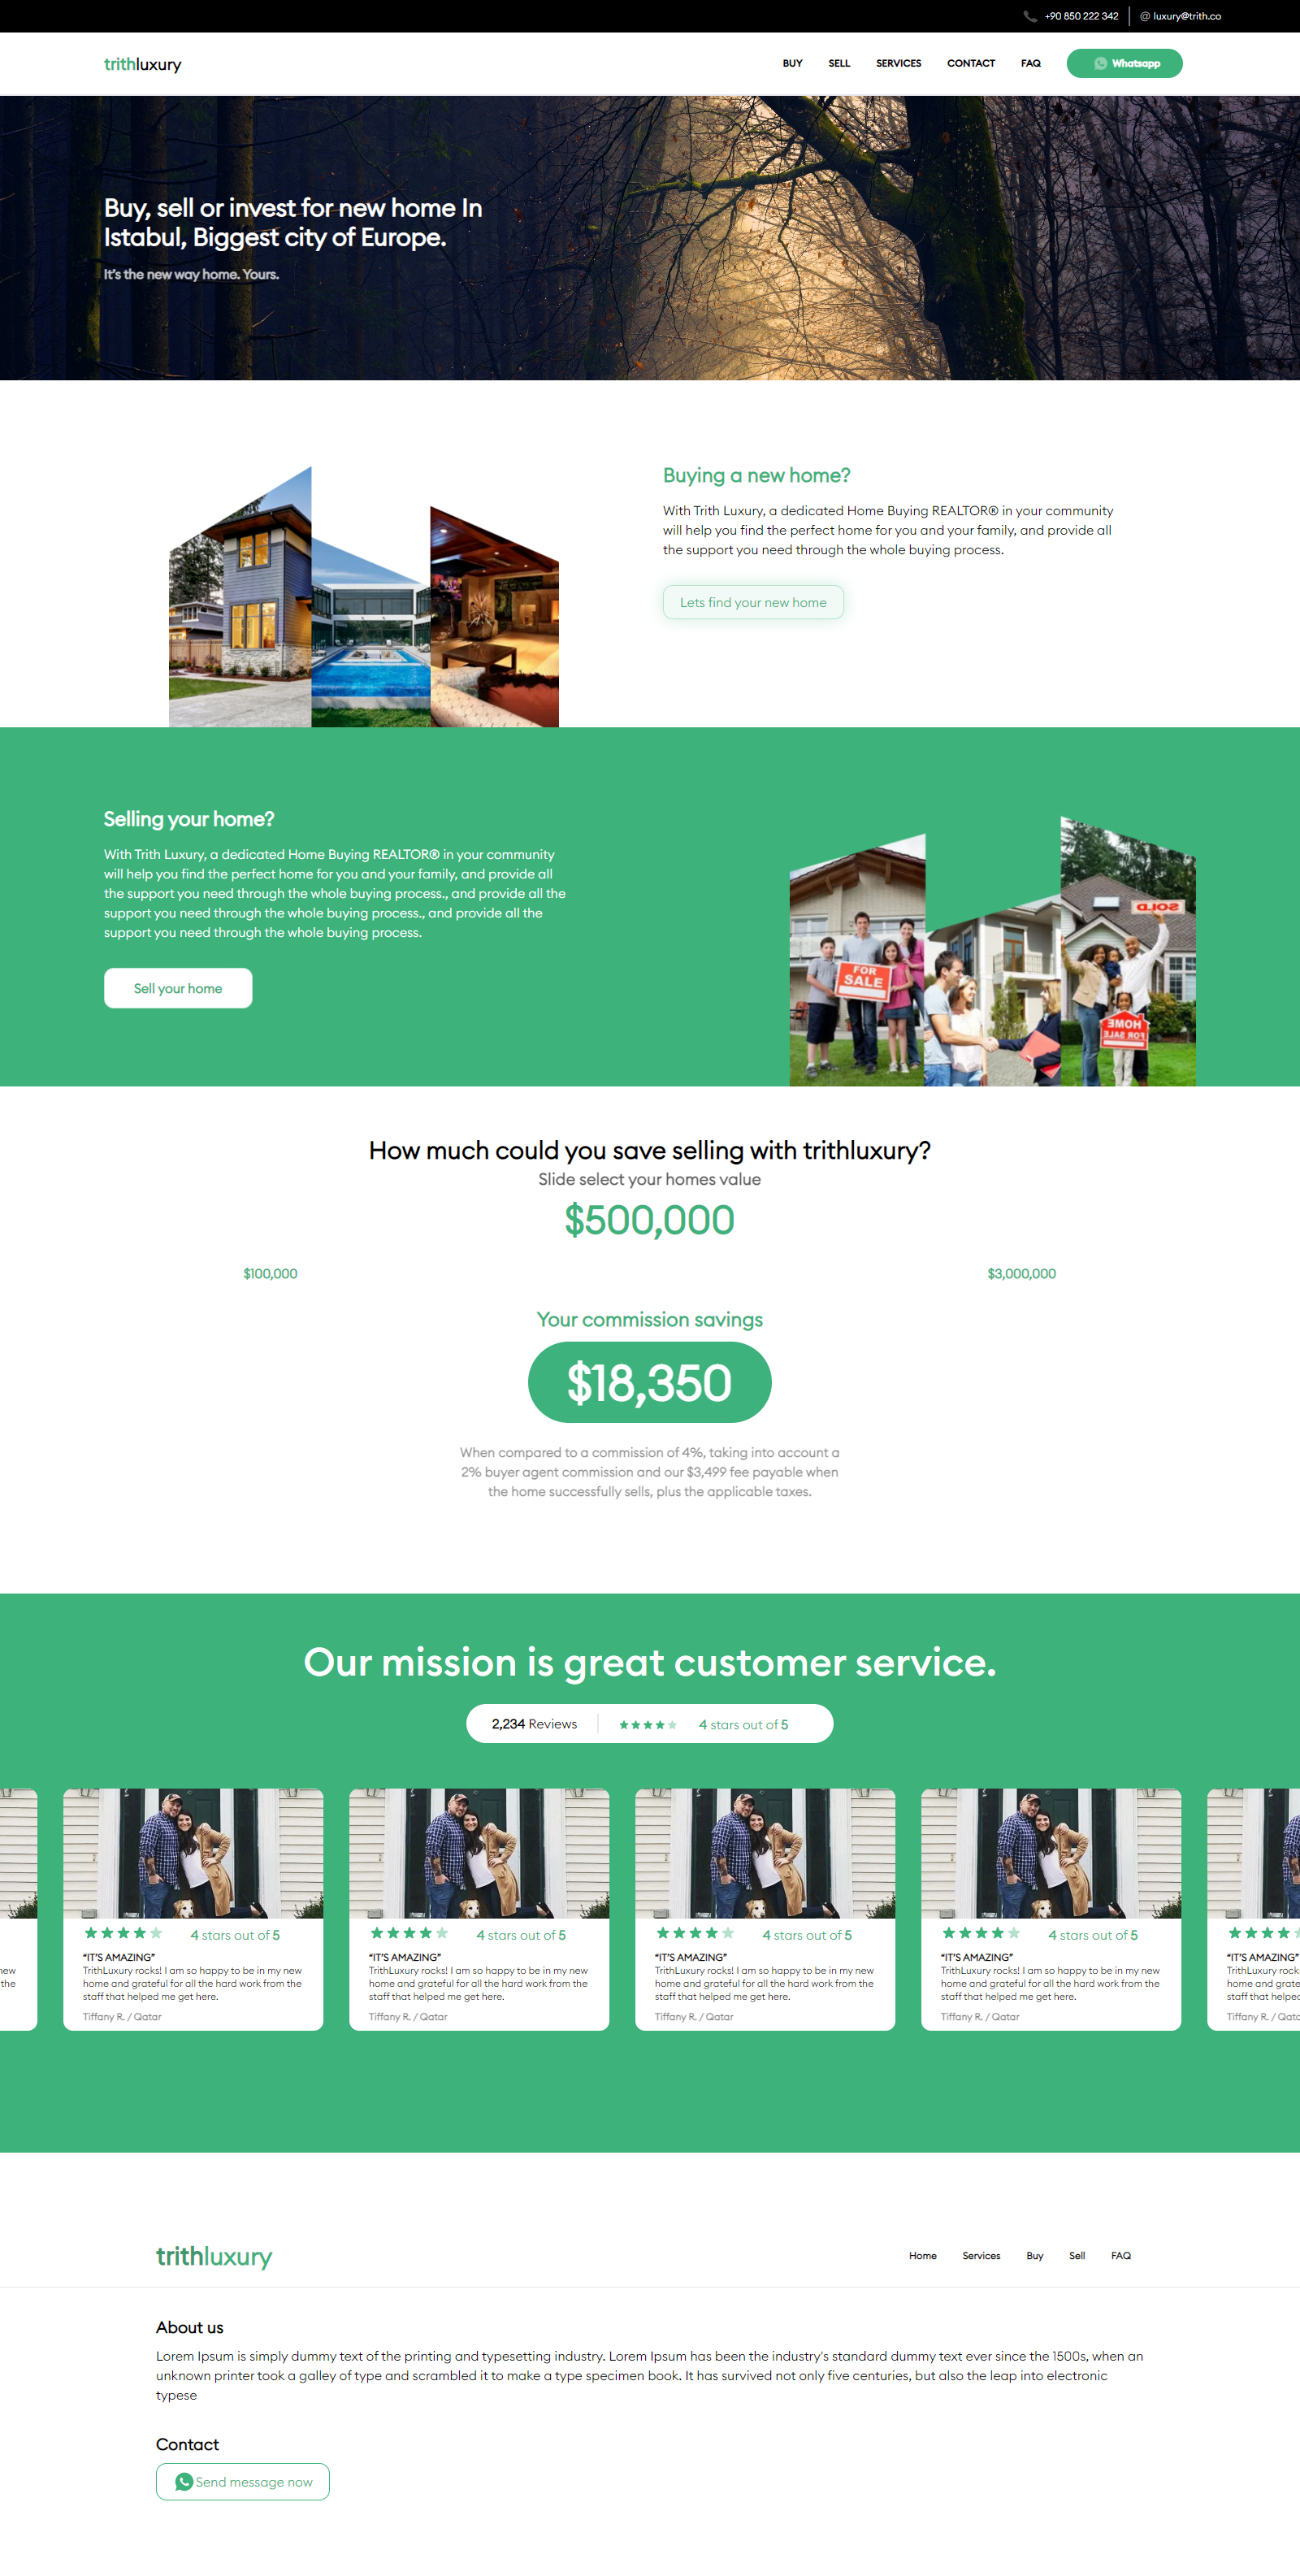 +90 850 222 342
@ luxury@trith.co
trithluxury
BUY
SELL
SERVICES
CONTACT
FAQ
Whatsapp
Buy, sell or invest for new home In
Istabul, Biggest city of Europe.
It's the new way home. Yours.
Buying a new home?
With Trith Luxury, a dedicated Home Buying REALTOR® in your community
will help you find the perfect home for you and your family, and provide all
the support you need through the whole buying process.
Lets find your new home
Selling your home?
With Trith Luxury, a dedicated Home Buying REALTOR® in your community
will help you find the perfect home for you and your family, and provide all
the support you need through the whole buying process., and provide all the
support you need through the whole buying process., and provide all the
support you need through the whole buying process.
Sell your home
FOR
SALE
SOLD
HOME
FOR SALE
How much could you save selling with trithluxury?
Slide select your homes value
$500,000
$100,000
$3,000,000
Your commission savings
$18,350
When compared to a commission of 4%, taking into account a
2% buyer agent commission and our $3,499 fee payable when
the home successfully sells, plus the applicable taxes.
Our mission is great customer service.
2,234 Reviews
4 stars out of 5
new
the
4 stars out of 5
"IT'S AMAZING"
TrithLuxury rocks! I am so happy to be in my new
home and grateful for all the hard work from the
staff that helped me get here.
Tiffany R. / Qatar
4 stars out of 5
"IT'S AMAZING"
TrithLuxury rocks! I am so happy to be in my new
home and grateful for all the hard work from the
staff that helped me get here.
Tiffany R. / Qatar
4 stars out of 5
"IT'S AMAZING"
TrithLuxury rocks! I am so happy to be in my new
home and grateful for all the hard work from the
staff that helped me get here.
Tiffany R. / Qatar
4 stars out of 5
"IT'S AMAZING"
TrithLuxury rocks! I am so happy to be in my new
home and grateful for all the hard work from the
staff that helped me get here.
Tiffany R. / Qatar
"IT'S AMAZING"
TrithLuxury rock
home and grate
staff that helped
Tiffany R. / Qata
trithluxury
Home
Services
Buy
Sell
FAQ
About us
Lorem Ipsum is simply dummy text of the printing and typesetting industry. Lorem Ipsum has been the industry's standard dummy text ever since the 1500s, when an
unknown printer took a galley of type and scrambled it to make a type specimen book. It has survived not only five centuries, but also the leap into electronic
typese
Contact
Send message now